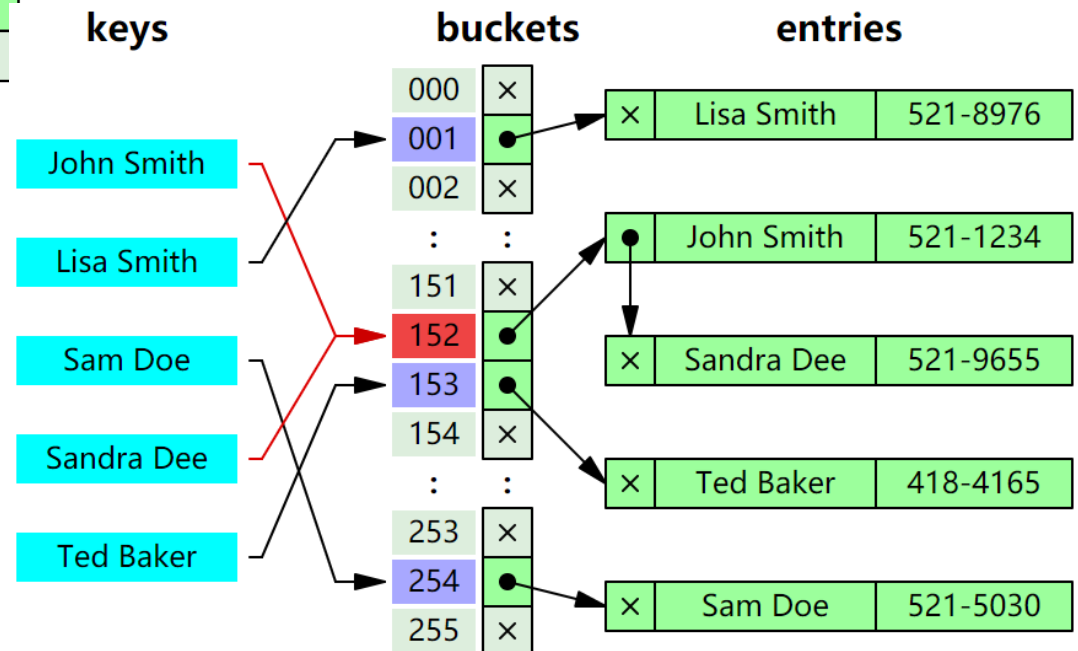 keys
buckets
entries
John Smith
Lisa Smith
Sam Doe
Sandra Dee
Ted Baker
000 ×
001
002 ×
: :
151 ×
152
153
154 ×
: :
253 ×
254
255 ×
× Lisa Smith 521-8976
John Smith 521-1234
× Sandra Dee 521-9655
× Ted Baker 418-4165
× Sam Doe 521-5030